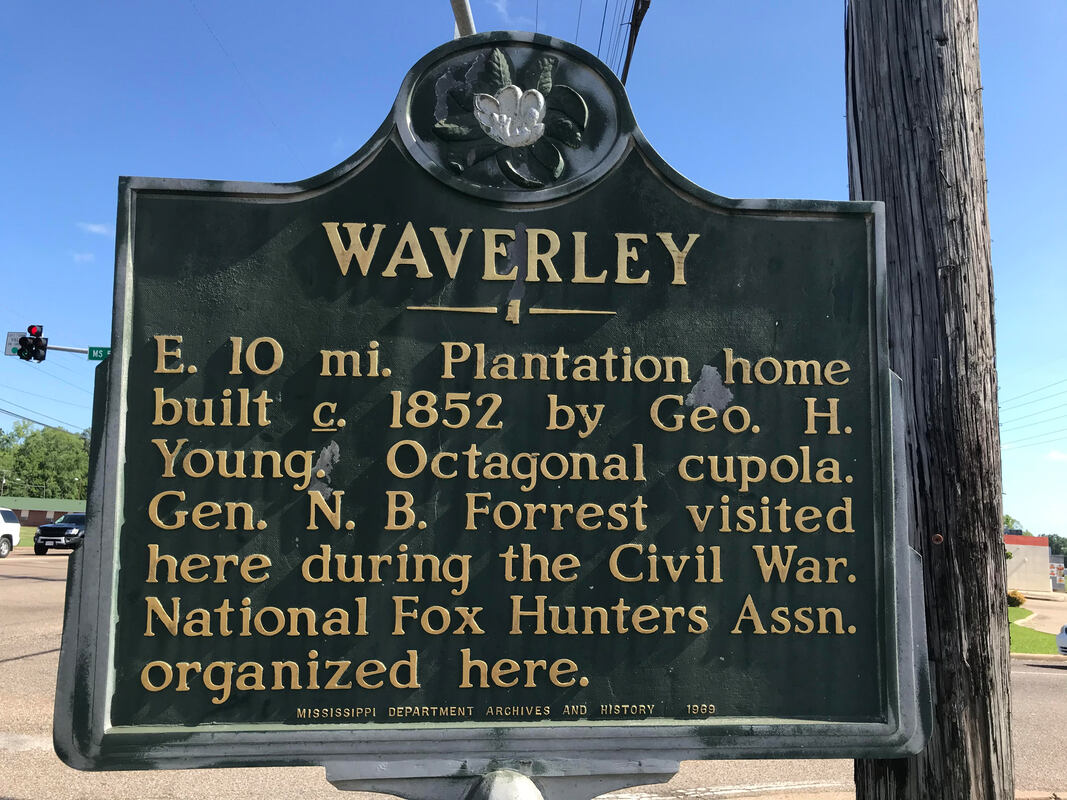 WAVERLEY
E. 10 mi. Plantation home
built c. 1852 by Geo. H.
Young. Octagonal cupola.
Gen. N. B. Forrest visited
here during the Civil War.
National Fox Hunters Assn.
organized here.
MISSISSIPPI DEPARTMENT ARCHIVES AND HISTORY 1969
MS